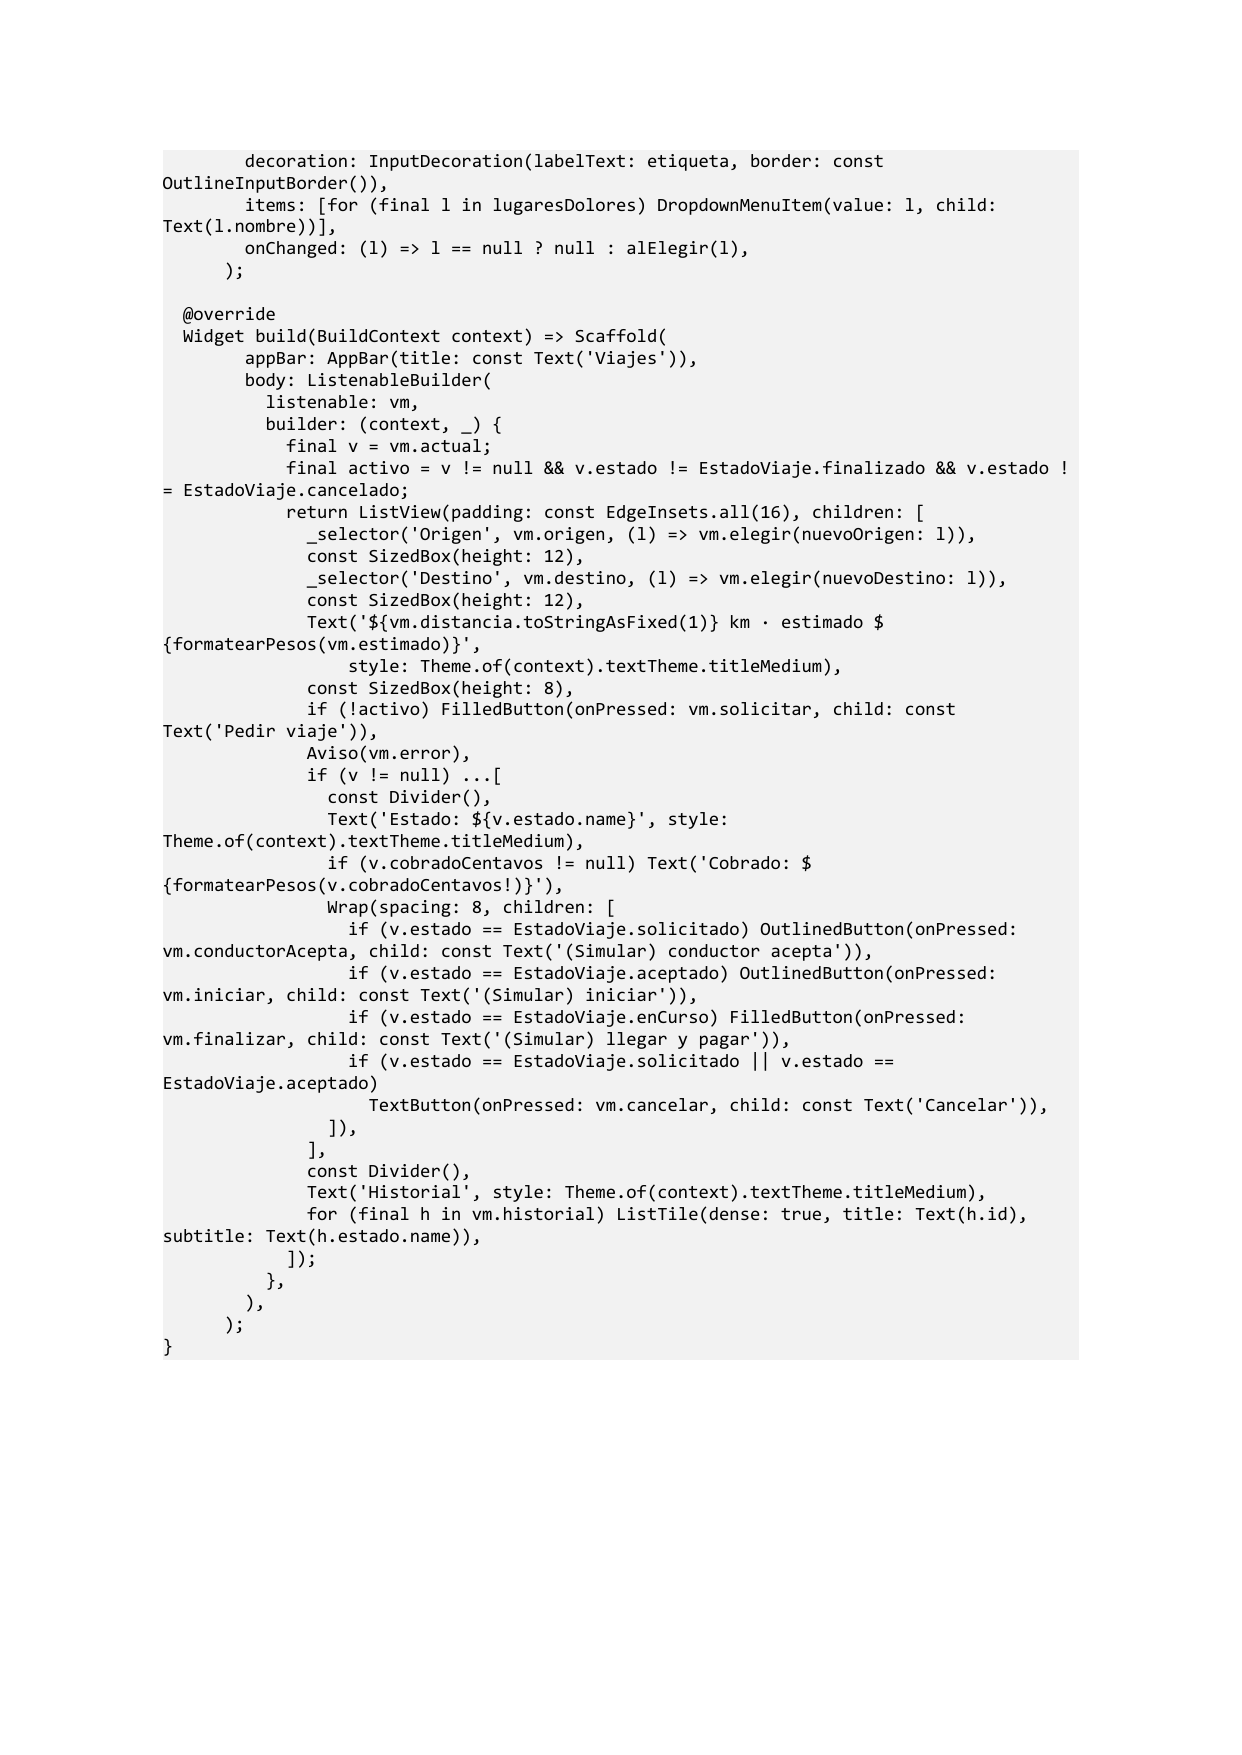 decoration: InputDecoration(labelText: etiqueta, border: const
OutlineInputBorder()),
        items: [for (final l in lugaresDolores) DropdownMenuItem(value: l, child:
Text(l.nombre))],
        onChanged: (l) => l == null ? null : alElegir(l),
      );

  @override
  Widget build(BuildContext context) => Scaffold(
        appBar: AppBar(title: const Text('Viajes')),
        body: ListenableBuilder(
          listenable: vm,
          builder: (context, _) {
            final v = vm.actual;
            final activo = v != null && v.estado != EstadoViaje.finalizado && v.estado !
= EstadoViaje.cancelado;
            return ListView(padding: const EdgeInsets.all(16), children: [
              _selector('Origen', vm.origen, (l) => vm.elegir(nuevoOrigen: l)),
              const SizedBox(height: 12),
              _selector('Destino', vm.destino, (l) => vm.elegir(nuevoDestino: l)),
              const SizedBox(height: 12),
              Text('${vm.distancia.toStringAsFixed(1)} km · estimado $
{formatearPesos(vm.estimado)}',
                  style: Theme.of(context).textTheme.titleMedium),
              const SizedBox(height: 8),
              if (!activo) FilledButton(onPressed: vm.solicitar, child: const
Text('Pedir viaje')),
              Aviso(vm.error),
              if (v != null) ...[
                const Divider(),
                Text('Estado: ${v.estado.name}', style:
Theme.of(context).textTheme.titleMedium),
                if (v.cobradoCentavos != null) Text('Cobrado: $
{formatearPesos(v.cobradoCentavos!)}'),
                Wrap(spacing: 8, children: [
                  if (v.estado == EstadoViaje.solicitado) OutlinedButton(onPressed:
vm.conductorAcepta, child: const Text('(Simular) conductor acepta')),
                  if (v.estado == EstadoViaje.aceptado) OutlinedButton(onPressed:
vm.iniciar, child: const Text('(Simular) iniciar')),
                  if (v.estado == EstadoViaje.enCurso) FilledButton(onPressed:
vm.finalizar, child: const Text('(Simular) llegar y pagar')),
                  if (v.estado == EstadoViaje.solicitado || v.estado ==
EstadoViaje.aceptado)
                    TextButton(onPressed: vm.cancelar, child: const Text('Cancelar')),
                ]),
              ],
              const Divider(),
              Text('Historial', style: Theme.of(context).textTheme.titleMedium),
              for (final h in vm.historial) ListTile(dense: true, title: Text(h.id),
subtitle: Text(h.estado.name)),
            ]);
          },
        ),
      );
}